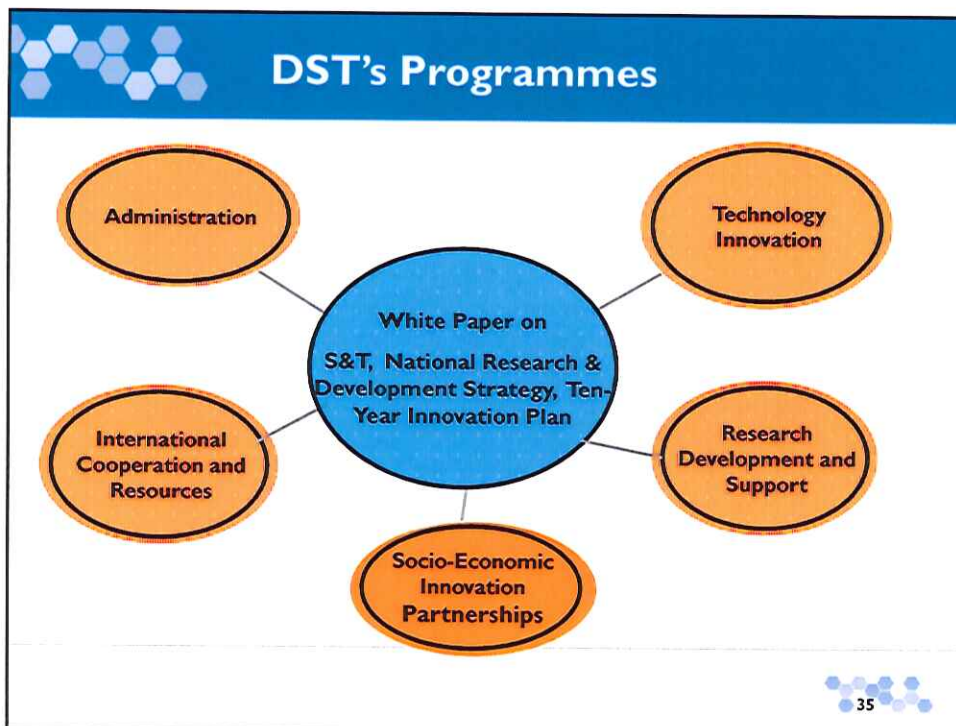 DST's Programmes
Administration
Technology
Innovation
White Paper on
S&T, National Research &
Development Strategy, Ten-
Year Innovation Plan
International
Cooperation and
Resources
Research
Development and
Support
Socio-Economic
Innovation
Partnerships
35